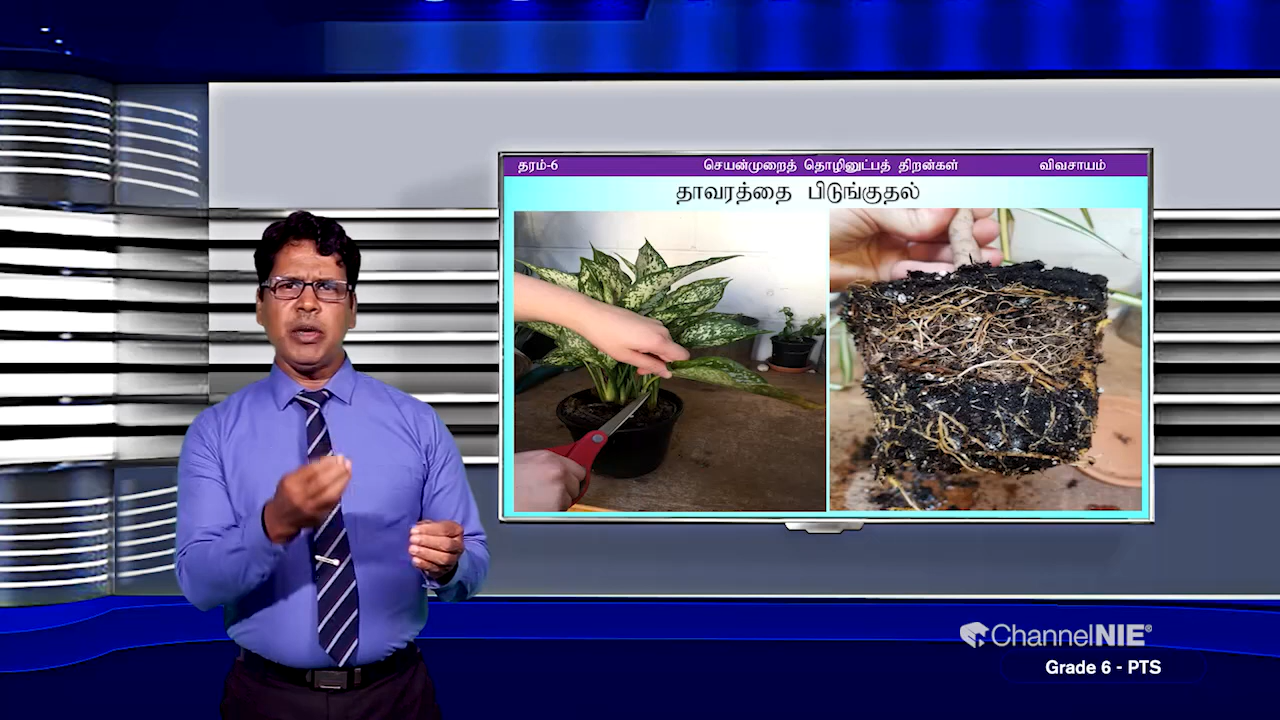 தரம்-6 செயன்முறைத் தொழினுட்பத் திறன்கள் விவசாயம்
தாவரத்தை பிடுங்குதல்
ChannelNIE®
Grade 6 - PTS